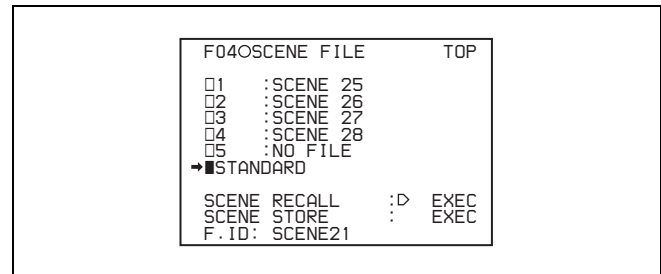 F04○SCENE FILE TOP
□1 :SCENE 25
□2 :SCENE 26
□3 :SCENE 27
□4 :SCENE 28
□5 :NO FILE
➔■STANDARD
SCENE RECALL :▷ EXEC
SCENE STORE : EXEC
F.ID: SCENE21